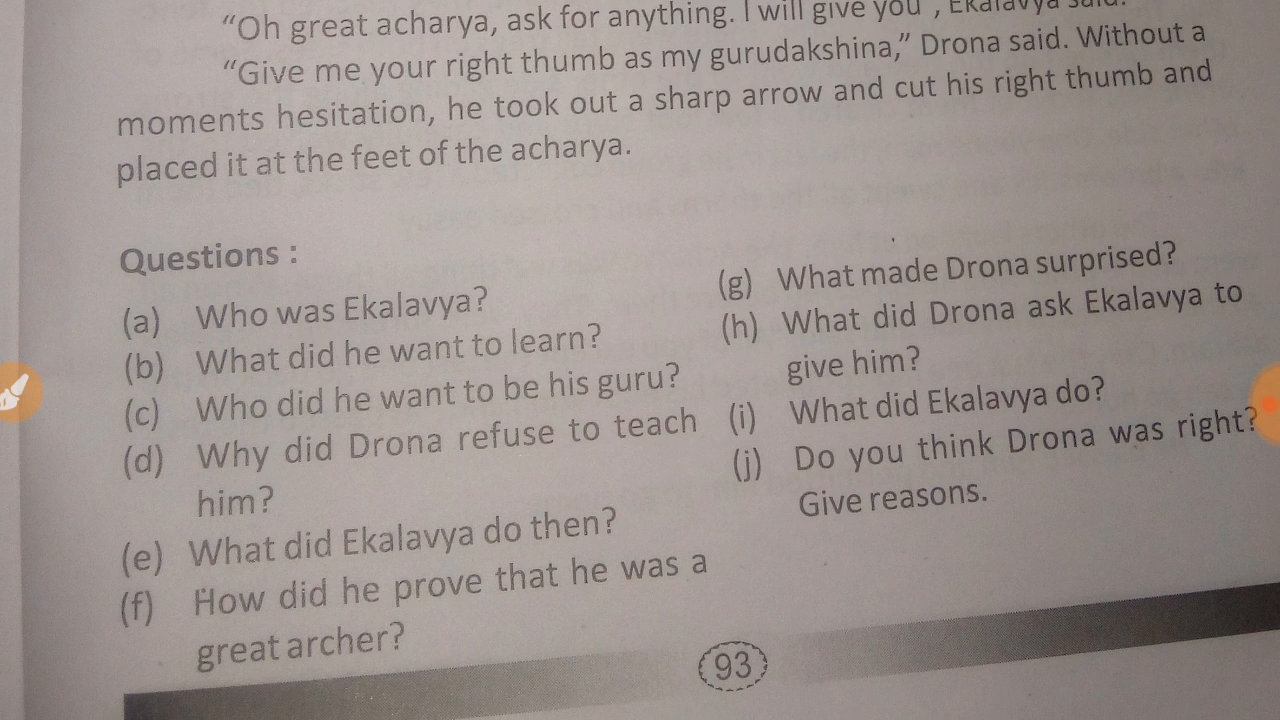 “Oh great acharya, ask for anything. I will give you”, Ekalavya said.
“Give me your right thumb as my gurudakshina,” Drona said. Without a
moments hesitation, he took out a sharp arrow and cut his right thumb and
placed it at the feet of the acharya.
Questions :
(a) Who was Ekalavya?
(b) What did he want to learn?
(c) Who did he want to be his guru?
(d) Why did Drona refuse to teach
him?
(e) What did Ekalavya do then?
(f) How did he prove that he was a
great archer?
(g) What made Drona surprised?
(h) What did Drona ask Ekalavya to
give him?
(i) What did Ekalavya do?
(j) Do you think Drona was right?
Give reasons.
93